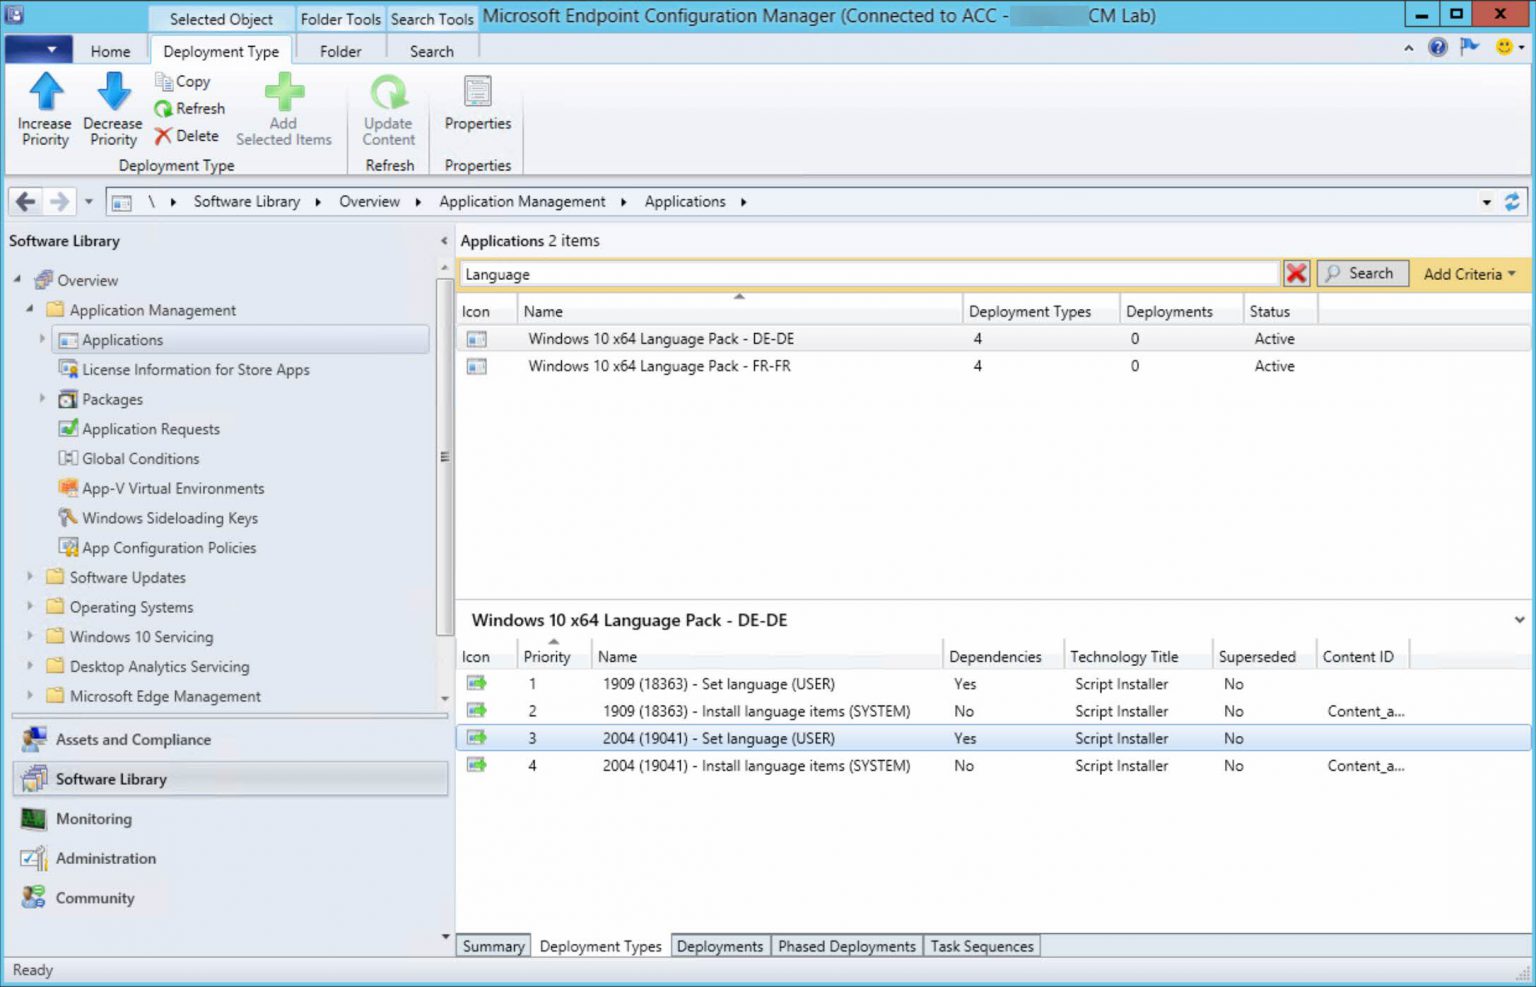 Selected Object Folder Tools Search Tools Microsoft Endpoint Configuration Manager (Connected to ACC - CM Lab)
Home Deployment Type Folder Search
Increase Priority
Decrease Priority
Copy
Refresh
Delete
Add Selected Items
Deployment Type
Update Content
Refresh
Properties
Properties
\ Software Library Overview Application Management Applications
Software Library
Overview
Application Management
Applications
License Information for Store Apps
Packages
Application Requests
Global Conditions
App-V Virtual Environments
Windows Sideloading Keys
App Configuration Policies
Software Updates
Operating Systems
Windows 10 Servicing
Desktop Analytics Servicing
Microsoft Edge Management
Assets and Compliance
Software Library
Monitoring
Administration
Community
Applications 2 items
Language Search Add Criteria
Icon Name Deployment Types Deployments Status
Windows 10 x64 Language Pack - DE-DE 4 0 Active
Windows 10 x64 Language Pack - FR-FR 4 0 Active
Windows 10 x64 Language Pack - DE-DE
Icon Priority Name Dependencies Technology Title Superseded Content ID
1 1909 (18363) - Set language (USER) Yes Script Installer No
2 1909 (18363) - Install language items (SYSTEM) No Script Installer No Content_a...
3 2004 (19041) - Set language (USER) Yes Script Installer No
4 2004 (19041) - Install language items (SYSTEM) No Script Installer No Content_a...
Summary Deployment Types Deployments Phased Deployments Task Sequences
Ready